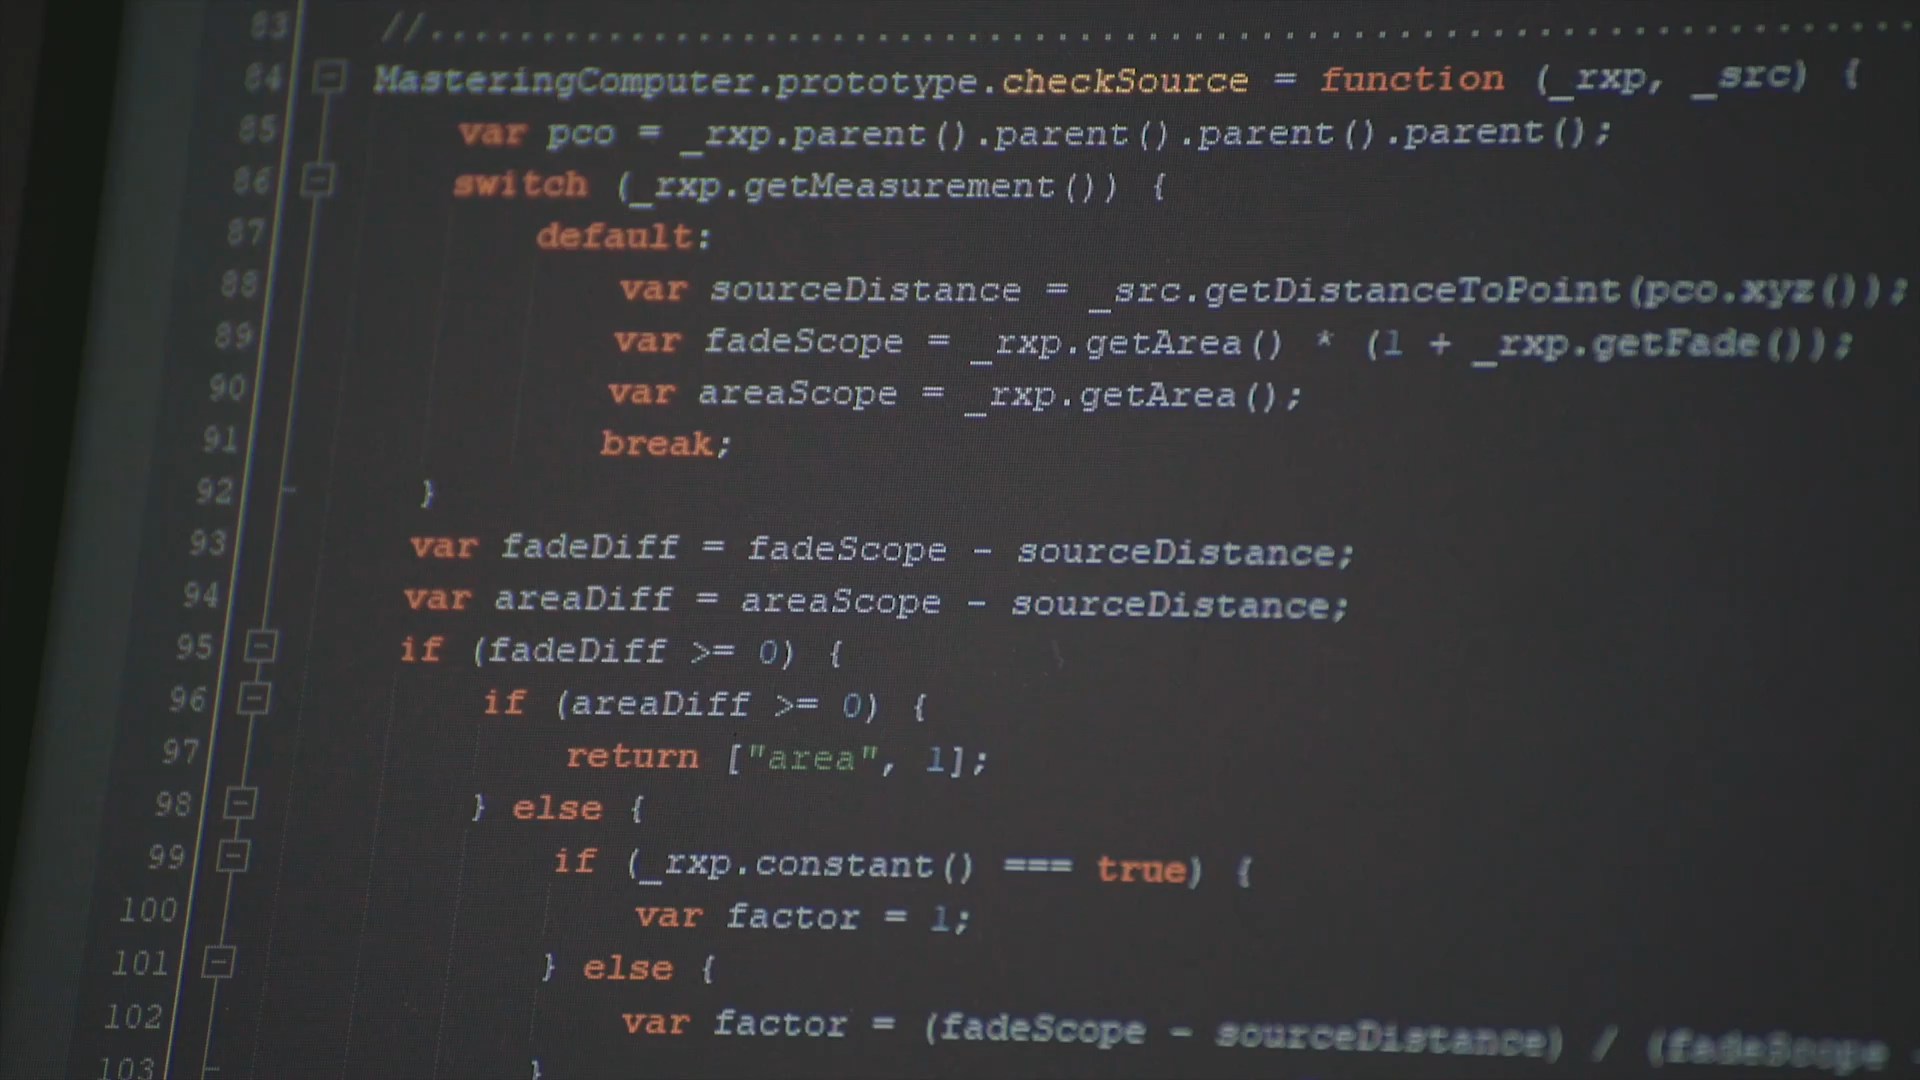 83 //
84 MasteringComputer.prototype.checkSource = function (_rxp, _src) {
85 var pco = _rxp.parent().parent().parent().parent();
86 switch (_rxp.getMeasurement()) {
87 default:
88 var sourceDistance = _src.getDistanceToPoint(pco.xyz());
89 var fadeScope = _rxp.getArea() * (1 + _rxp.getFade());
90 var areaScope = _rxp.getArea();
91 break;
92 }
93 var fadeDiff = fadeScope - sourceDistance;
94 var areaDiff = areaScope - sourceDistance;
95 if (fadeDiff >= 0) {
96 if (areaDiff >= 0) {
97 return ["area", 1];
98 } else {
99 if (_rxp.constant() === true) {
100 var factor = 1;
101 } else {
102 var factor = (fadeScope - sourceDistance) / (fadeScope
103 }